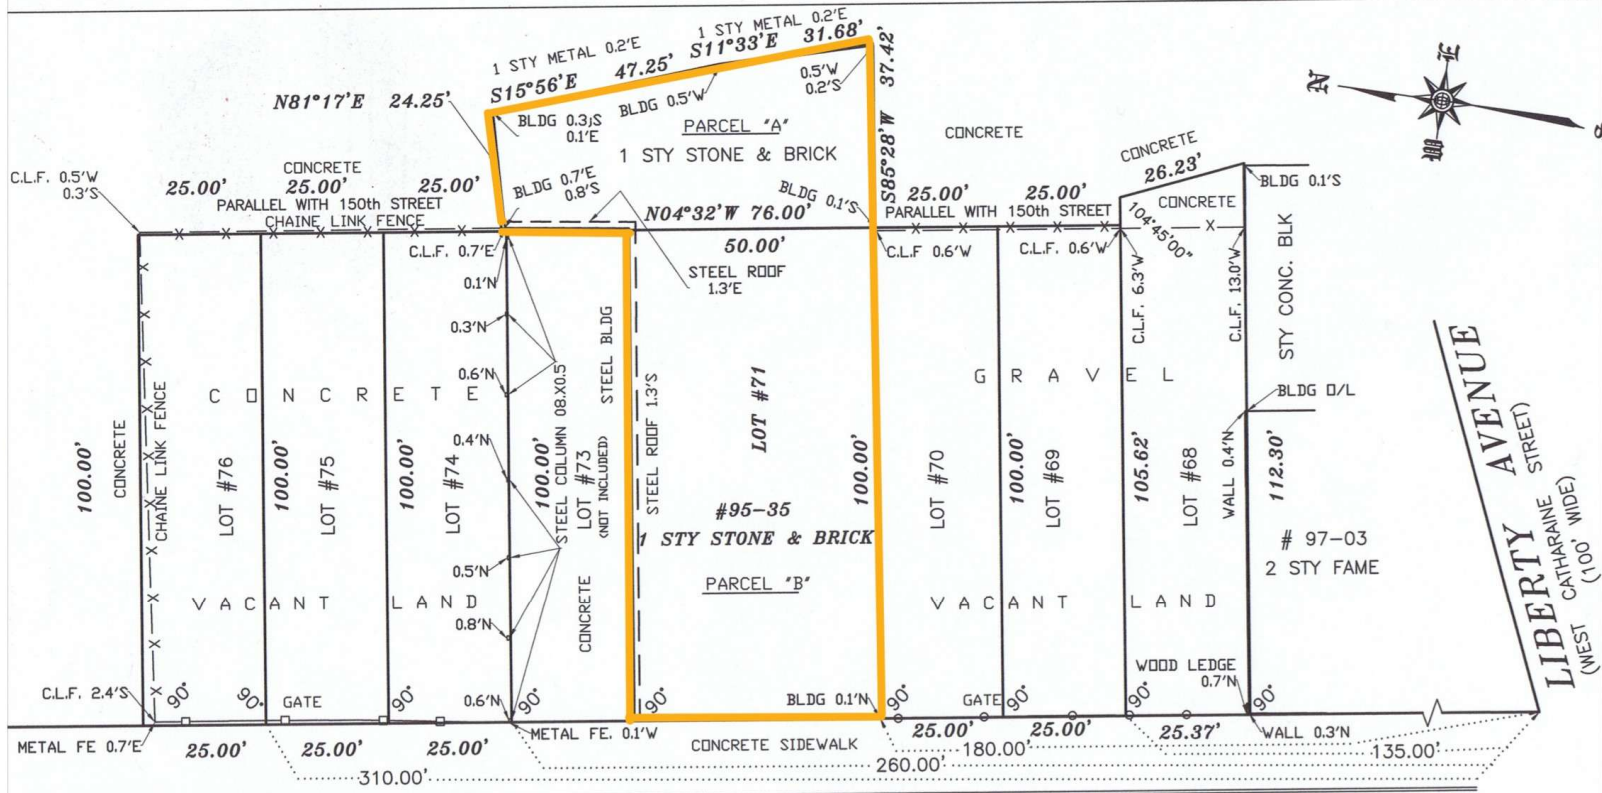 1 STY METAL 0.2'E
1 STY METAL 0.2'E
S15°56'E 47.25' S11°33'E 31.68'
N81°17'E 24.25'
BLDG 0.5'W
0.5'W
0.2'S
S85°28'W 37.42'
BLDG 0.3'S
0.1'E
PARCEL "A"
1 STY STONE & BRICK
CONCRETE
N
E
S
W
C.L.F. 0.5'W
0.3'S
CONCRETE
25.00' 25.00' 25.00'
PARALLEL WITH 150th STREET
CHAINE LINK FENCE
BLDG 0.7'E
0.8'S
BLDG 0.1'S
25.00' 25.00'
PARALLEL WITH 150TH STREET
CONCRETE
26.23'
CONCRETE
BLDG 0.1'S
104°45'00"
N04°32'W 76.00'
50.00'
C.L.F. 0.7'E
C.L.F 0.6'W
C.L.F. 0.6'W
STEEL ROOF
1.3'E
0.1'N
0.3'N
0.6'N
0.4'N
0.5'N
0.8'N
0.6'N
C.L.F. 6.3'W
C.L.F. 13.0'W
STY CONC. BLK
BLDG O/L
CONCRETE
GRAVEL
100.00'
CONCRETE
CHAINE LINK FENCE
LOT #76
100.00'
LOT #75
100.00'
LOT #74
100.00'
STEEL COLUMN 08.X0.5
LOT #73
(NOT INCLUDED)
STEEL BLDG
CONCRETE
STEEL ROOF 1.3'S
LOT #71
100.00'
LOT #70
100.00'
LOT #69
105.62'
LOT #68
WALL 0.4'N
112.30'
#95-35
1 STY STONE & BRICK
PARCEL "B"
# 97-03
2 STY FAME
VACANT LAND
VACANT LAND
LIBERTY AVENUE
(WEST CATHARINE STREET)
(100' WIDE)
C.L.F. 2.4'S
90°
90°
GATE
90°
90°
90°
BLDG 0.1'N
90°
GATE
90°
90°
WOOD LEDGE
0.7'N
90°
METAL FE 0.7'E
25.00' 25.00' 25.00'
METAL FE. 0.1'W
CONCRETE SIDEWALK
25.00' 25.00' 25.37'
WALL 0.3'N
180.00'
135.00'
260.00'
310.00'